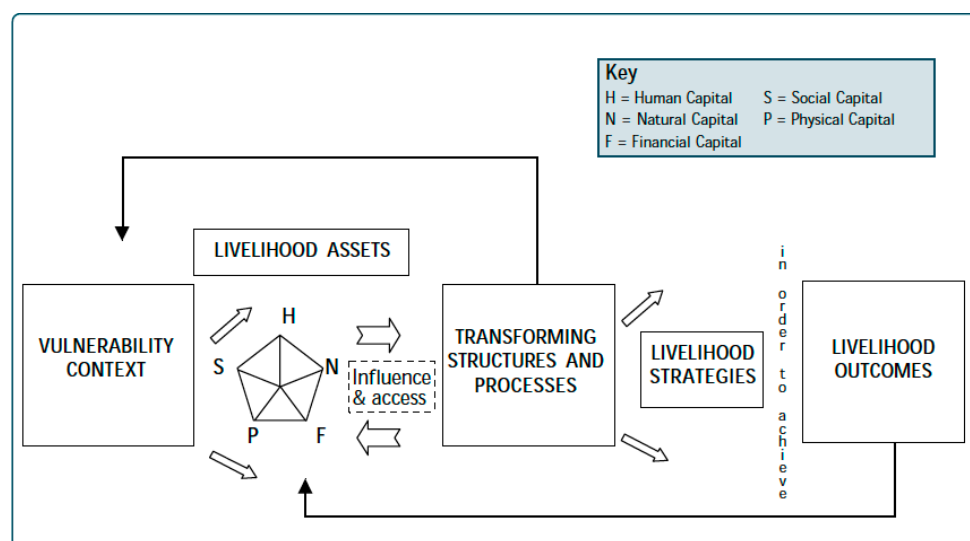 Key
H = Human Capital S = Social Capital
N = Natural Capital P = Physical Capital
F = Financial Capital
LIVELIHOOD ASSETS
VULNERABILITY
CONTEXT
H
S
N
P
F
Influence
& access
TRANSFORMING
STRUCTURES AND
PROCESSES
LIVELIHOOD
STRATEGIES
in order to achieve
LIVELIHOOD
OUTCOMES